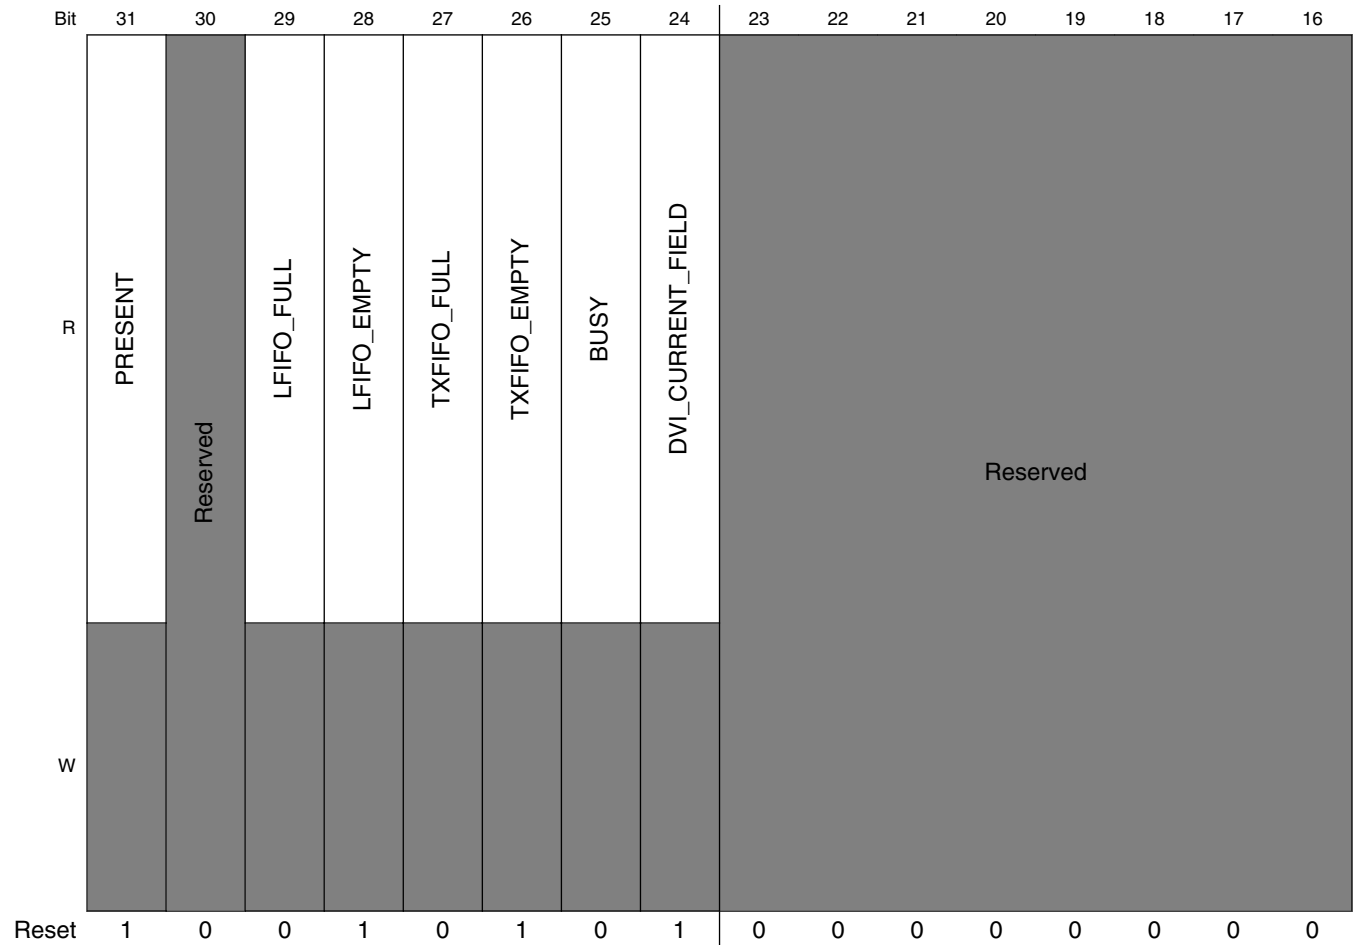 Bit 31 30 29 28 27 26 25 24 23 22 21 20 19 18 17 16
R
PRESENT
Reserved
LFIFO_FULL
LFIFO_EMPTY
TXFIFO_FULL
TXFIFO_EMPTY
BUSY
DVI_CURRENT_FIELD
Reserved
W
Reset 1 0 0 1 0 1 0 1 0 0 0 0 0 0 0 0